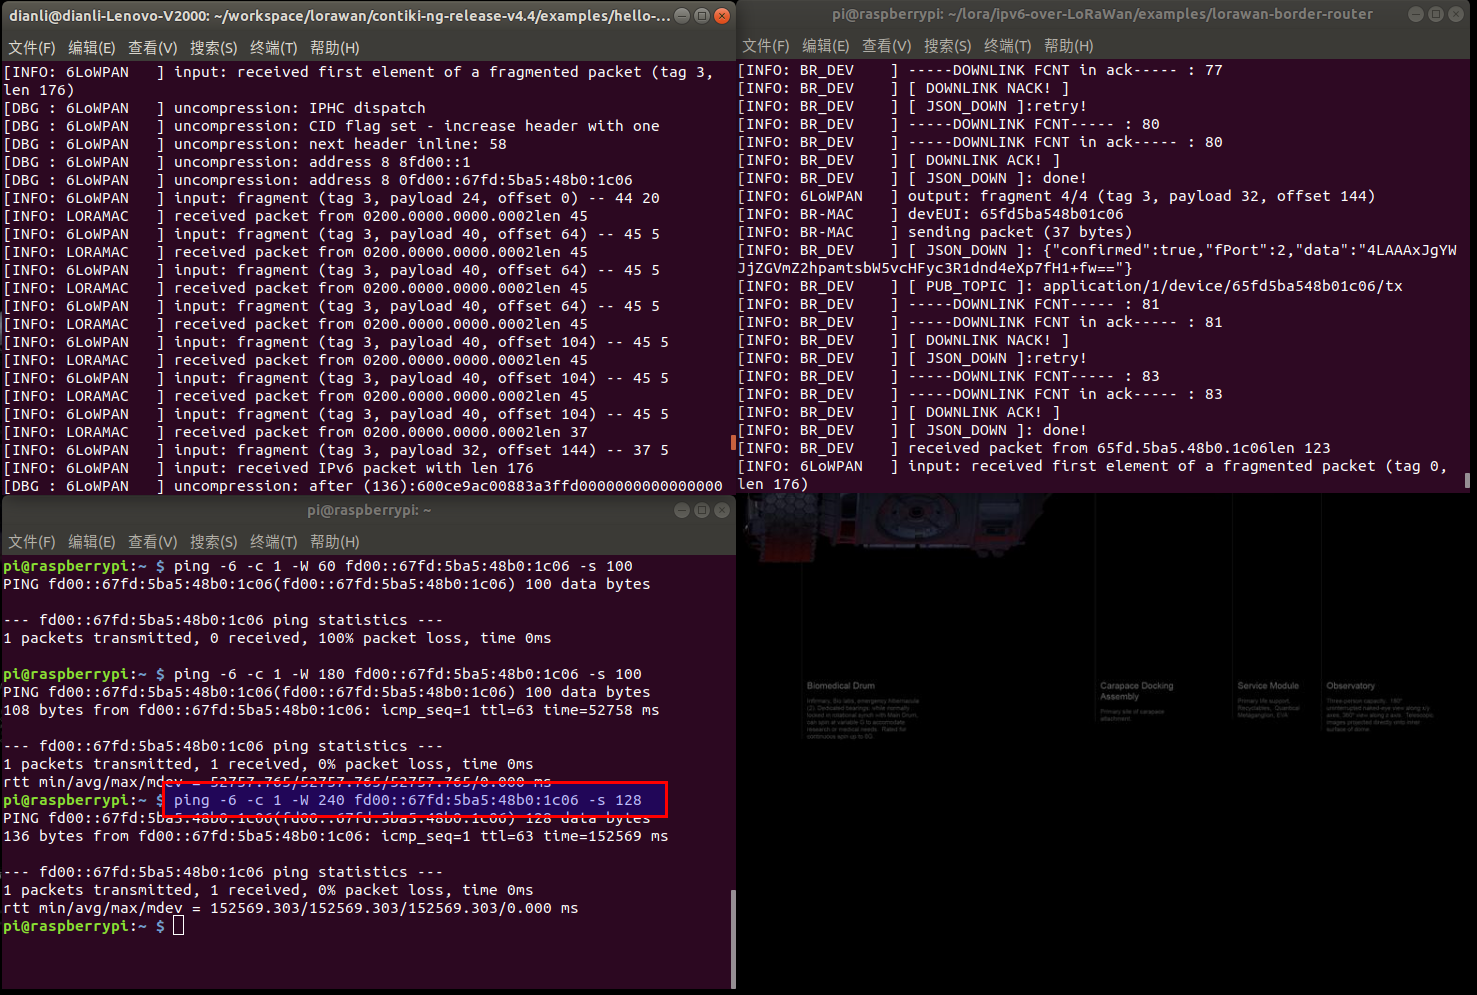 dianli@dianli-Lenovo-V2000: ~/workspace/lorawan/contiki-ng-release-v4.4/examples/hello-...
文件(F) 编辑(E) 查看(V) 搜索(S) 终端(T) 帮助(H)
[INFO: 6LoWPAN   ] input: received first element of a fragmented packet (tag 3,
len 176)
[DBG : 6LoWPAN   ] uncompression: IPHC dispatch
[DBG : 6LoWPAN   ] uncompression: CID flag set - increase header with one
[DBG : 6LoWPAN   ] uncompression: next header inline: 58
[DBG : 6LoWPAN   ] uncompression: address 8 8fd00::1
[DBG : 6LoWPAN   ] uncompression: address 8 0fd00::67fd:5ba5:48b0:1c06
[INFO: 6LoWPAN   ] input: fragment (tag 3, payload 24, offset 0) -- 44 20
[INFO: LORAMAC   ] received packet from 0200.0000.0000.0002len 45
[INFO: 6LoWPAN   ] input: fragment (tag 3, payload 40, offset 64) -- 45 5
[INFO: LORAMAC   ] received packet from 0200.0000.0000.0002len 45
[INFO: 6LoWPAN   ] input: fragment (tag 3, payload 40, offset 64) -- 45 5
[INFO: LORAMAC   ] received packet from 0200.0000.0000.0002len 45
[INFO: 6LoWPAN   ] input: fragment (tag 3, payload 40, offset 64) -- 45 5
[INFO: LORAMAC   ] received packet from 0200.0000.0000.0002len 45
[INFO: 6LoWPAN   ] input: fragment (tag 3, payload 40, offset 104) -- 45 5
[INFO: LORAMAC   ] received packet from 0200.0000.0000.0002len 45
[INFO: 6LoWPAN   ] input: fragment (tag 3, payload 40, offset 104) -- 45 5
[INFO: LORAMAC   ] received packet from 0200.0000.0000.0002len 45
[INFO: 6LoWPAN   ] input: fragment (tag 3, payload 40, offset 104) -- 45 5
[INFO: LORAMAC   ] received packet from 0200.0000.0000.0002len 37
[INFO: 6LoWPAN   ] input: fragment (tag 3, payload 32, offset 144) -- 37 5
[INFO: 6LoWPAN   ] input: received IPv6 packet with len 176
[DBG : 6LoWPAN   ] uncompression: after (136):600ce9ac00883a3ffd0000000000000000
pi@raspberrypi: ~/lora/ipv6-over-LoRaWan/examples/lorawan-border-router
文件(F) 编辑(E) 查看(V) 搜索(S) 终端(T) 帮助(H)
[INFO: BR_DEV    ] -----DOWNLINK FCNT in ack----- : 77
[INFO: BR_DEV    ] [ DOWNLINK NACK! ]
[INFO: BR_DEV    ] [ JSON_DOWN ]:retry!
[INFO: BR_DEV    ] -----DOWNLINK FCNT----- : 80
[INFO: BR_DEV    ] -----DOWNLINK FCNT in ack----- : 80
[INFO: BR_DEV    ] [ DOWNLINK ACK! ]
[INFO: BR_DEV    ] [ JSON_DOWN ]: done!
[INFO: 6LoWPAN   ] output: fragment 4/4 (tag 3, payload 32, offset 144)
[INFO: BR-MAC    ] devEUI: 65fd5ba548b01c06
[INFO: BR-MAC    ] sending packet (37 bytes)
[INFO: BR_DEV    ] [ JSON_DOWN ]: {"confirmed":true,"fPort":2,"data":"4LAAAxJgYW
JjZGVmZ2hpamtsbW5vcHFyc3R1dnd4eXp7fH1+fw=="}
[INFO: BR_DEV    ] [ PUB_TOPIC ]: application/1/device/65fd5ba548b01c06/tx
[INFO: BR_DEV    ] -----DOWNLINK FCNT----- : 81
[INFO: BR_DEV    ] -----DOWNLINK FCNT in ack----- : 81
[INFO: BR_DEV    ] [ DOWNLINK NACK! ]
[INFO: BR_DEV    ] [ JSON_DOWN ]:retry!
[INFO: BR_DEV    ] -----DOWNLINK FCNT----- : 83
[INFO: BR_DEV    ] -----DOWNLINK FCNT in ack----- : 83
[INFO: BR_DEV    ] [ DOWNLINK ACK! ]
[INFO: BR_DEV    ] [ JSON_DOWN ]: done!
[INFO: BR_DEV    ] received packet from 65fd.5ba5.48b0.1c06len 123
[INFO: 6LoWPAN   ] input: received first element of a fragmented packet (tag 0,
len 176)
pi@raspberrypi: ~
文件(F) 编辑(E) 查看(V) 搜索(S) 终端(T) 帮助(H)
pi@raspberrypi:~ $ ping -6 -c 1 -W 60 fd00::67fd:5ba5:48b0:1c06 -s 100
PING fd00::67fd:5ba5:48b0:1c06(fd00::67fd:5ba5:48b0:1c06) 100 data bytes
--- fd00::67fd:5ba5:48b0:1c06 ping statistics ---
1 packets transmitted, 0 received, 100% packet loss, time 0ms
pi@raspberrypi:~ $ ping -6 -c 1 -W 180 fd00::67fd:5ba5:48b0:1c06 -s 100
PING fd00::67fd:5ba5:48b0:1c06(fd00::67fd:5ba5:48b0:1c06) 100 data bytes
108 bytes from fd00::67fd:5ba5:48b0:1c06: icmp_seq=1 ttl=63 time=52758 ms
--- fd00::67fd:5ba5:48b0:1c06 ping statistics ---
1 packets transmitted, 1 received, 0% packet loss, time 0ms
rtt min/avg/max/mdev = 52757.765/52757.765/52757.765/0.000 ms
pi@raspberrypi:~ $ ping -6 -c 1 -W 240 fd00::67fd:5ba5:48b0:1c06 -s 128
PING fd00::67fd:5ba5:48b0:1c06(fd00::67fd:5ba5:48b0:1c06) 128 data bytes
136 bytes from fd00::67fd:5ba5:48b0:1c06: icmp_seq=1 ttl=63 time=152569 ms
--- fd00::67fd:5ba5:48b0:1c06 ping statistics ---
1 packets transmitted, 1 received, 0% packet loss, time 0ms
rtt min/avg/max/mdev = 152569.303/152569.303/152569.303/0.000 ms
pi@raspberrypi:~ $
Biomedical Drum
Carapace Docking
Assembly
Primary site of carapace
attachment
Service Module
Observatory